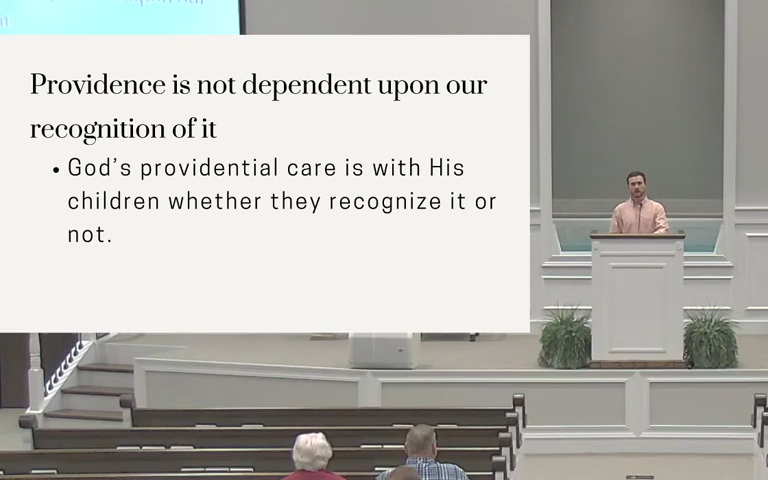 Providence is not dependent upon our
recognition of it
• God's providential care is with His
children whether they recognize it or
not.